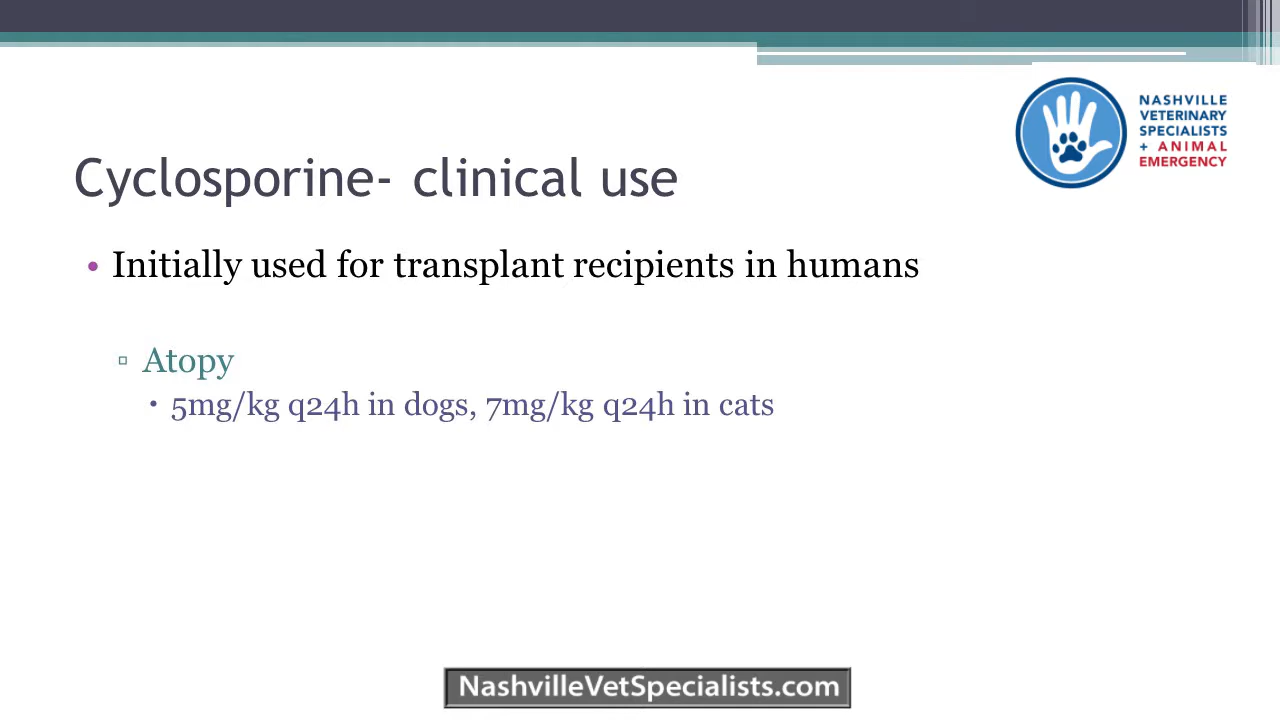 NASHVILLE
VETERINARY
SPECIALISTS
+ ANIMAL
EMERGENCY
Cyclosporine- clinical use
• Initially used for transplant recipients in humans
▫ Atopy
▪ 5mg/kg q24h in dogs, 7mg/kg q24h in cats
NashvilleVetSpecialists.com